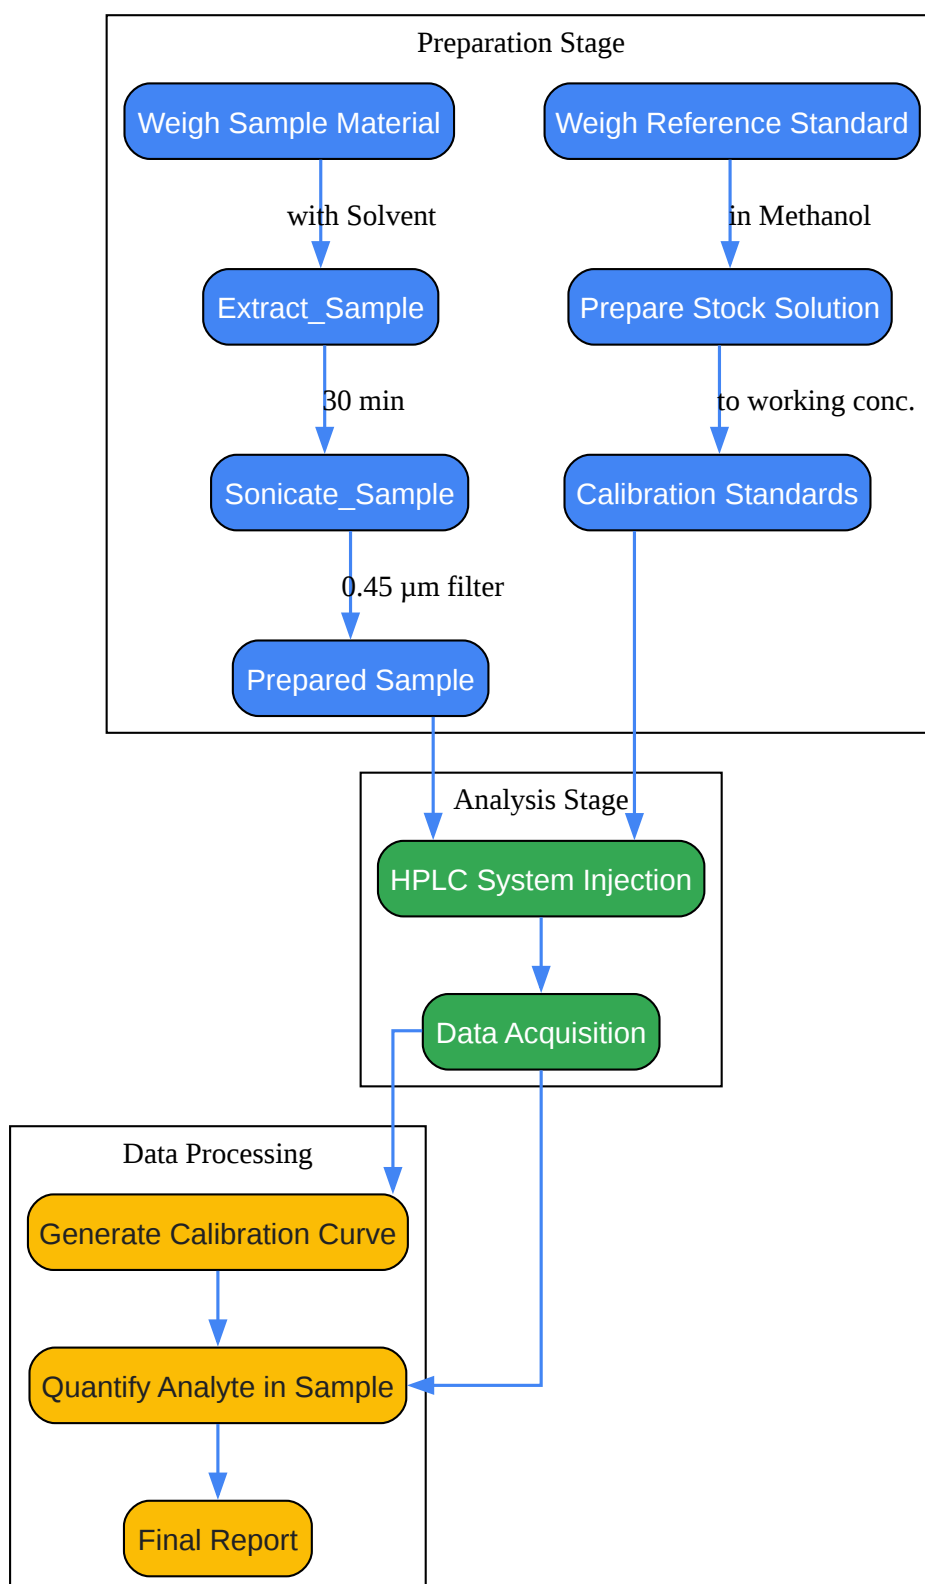 Preparation Stage
Weigh Sample Material
Weigh Reference Standard
with Solvent
in Methanol
Extract_Sample
Prepare Stock Solution
30 min
to working conc.
Sonicate_Sample
Calibration Standards
0.45 µm filter
Prepared Sample
Analysis Stage
HPLC System Injection
Data Acquisition
Data Processing
Generate Calibration Curve
Quantify Analyte in Sample
Final Report